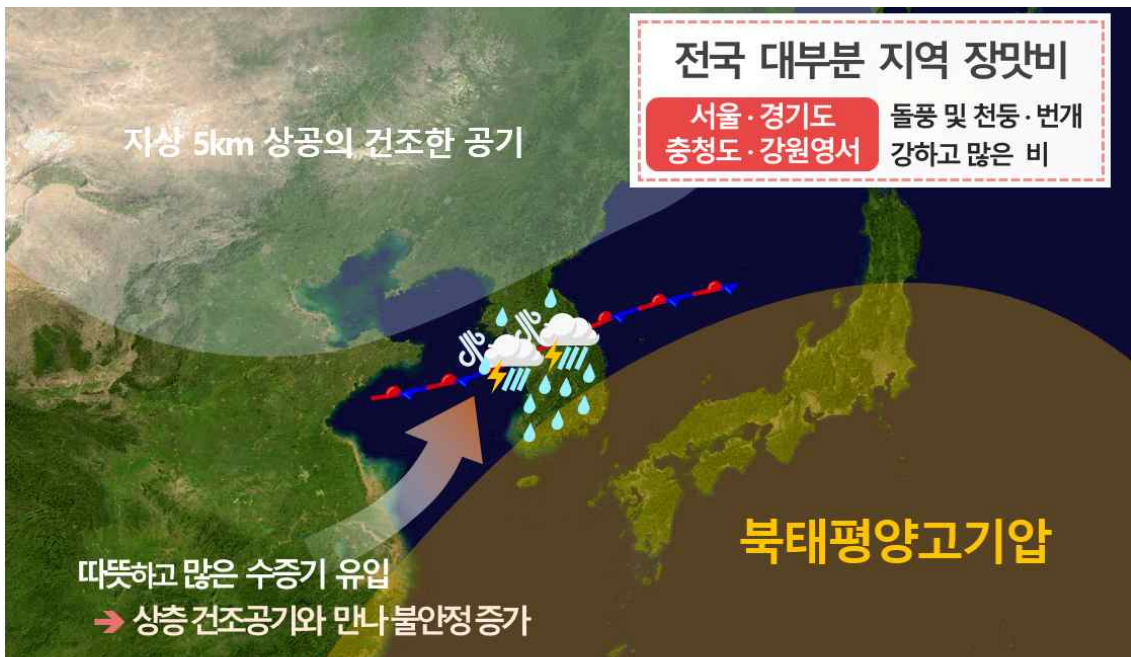 전국 대부분 지역 장맛비
서울·경기도
충청도·강원영서
돌풍 및 천둥·번개
강하고 많은 비
지상 5km 상공의 건조한 공기
북태평양고기압
따뜻하고 많은 수증기 유입
➔ 상층 건조공기와 만나 불안정 증가